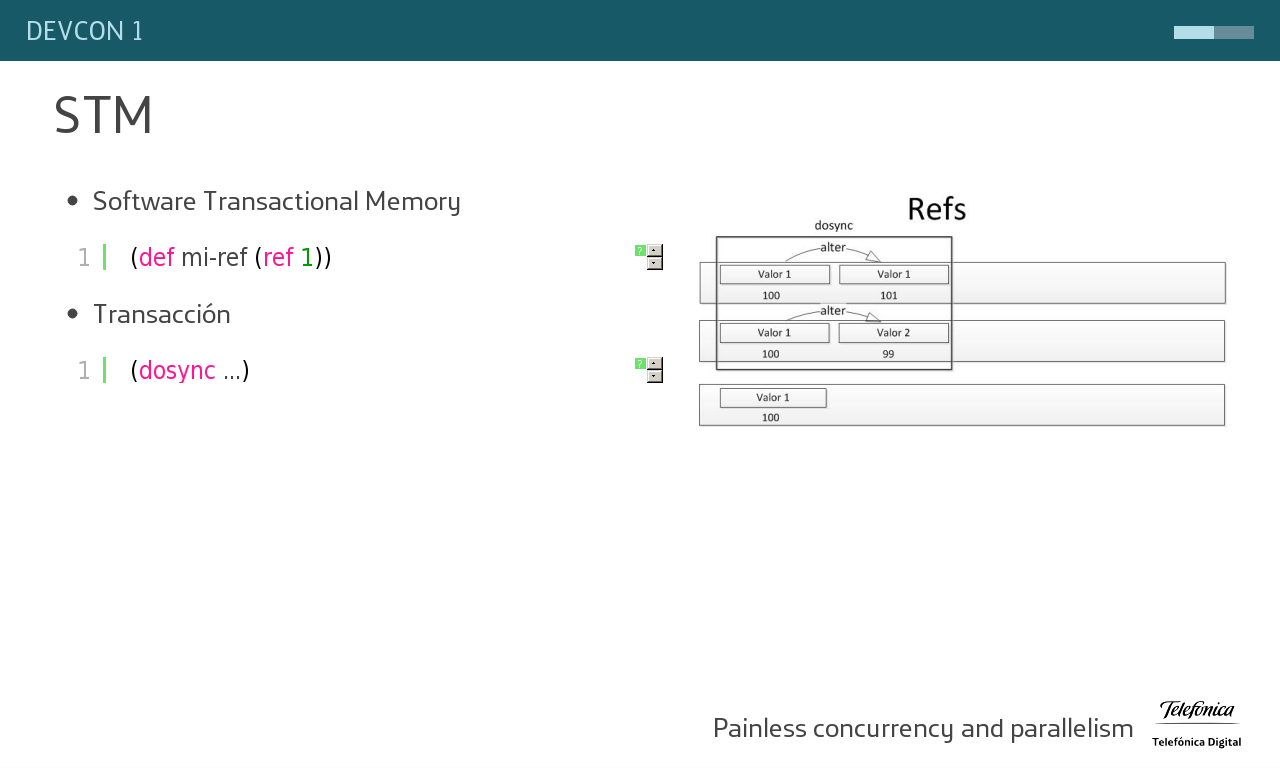 DEVCON 1
STM
• Software Transactional Memory
1 (def mi-ref (ref 1))
?
• Transacción
1 (dosync ...)
?
Refs
dosync
alter
Valor 1 Valor 1
100 101
alter
Valor 1 Valor 2
100 99
Valor 1
100
Painless concurrency and parallelism
Telefónica
Telefónica Digital